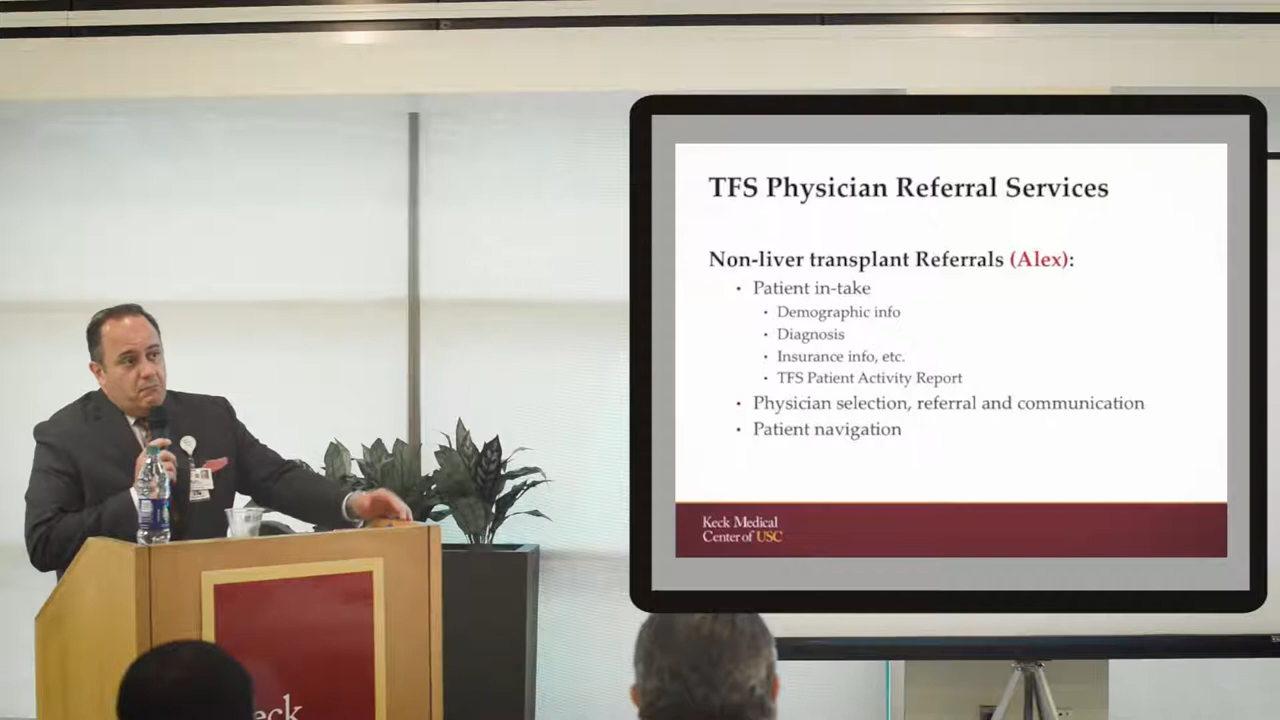 TFS Physician Referral Services
Non-liver transplant Referrals (Alex):
• Patient in-take
• Demographic info
• Diagnosis
• Insurance info, etc.
• TFS Patient Activity Report
• Physician selection, referral and communication
• Patient navigation
Keck Medical
Center of USC
eck